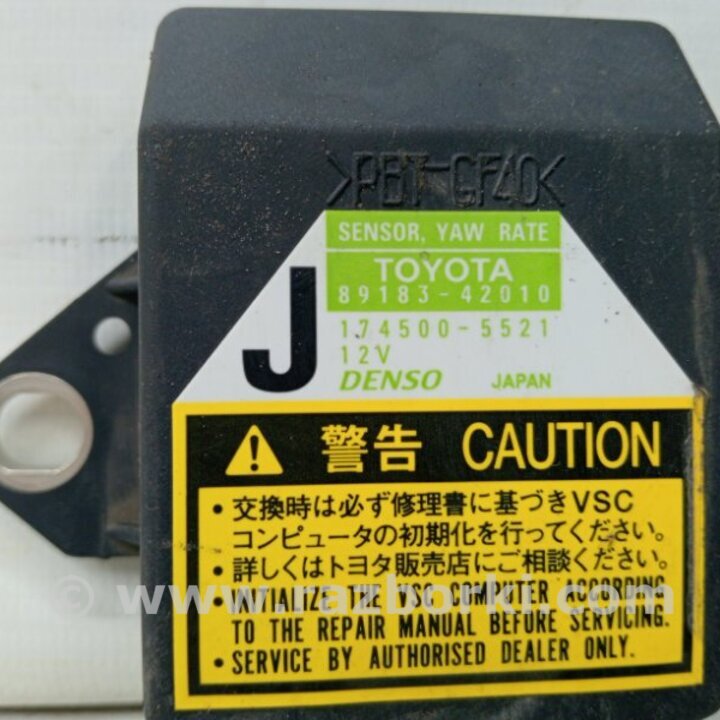 >PBT-GF40<
SENSOR, YAW RATE
TOYOTA
89183-42010
J
174500-5521
12V
DENSO JAPAN
警告 CAUTION
・交換時は必ず修理書に基づきVSC
コンピュータの初期化を行ってください。
・詳しくはトヨタ販売店にご相談ください。
・INTIALIZE THE VSC COMPUTER ACCORDING
TO THE REPAIR MANUAL BEFORE SERVICING.
・SERVICE BY AUTHORISED DEALER ONLY.
© www.razborki.com